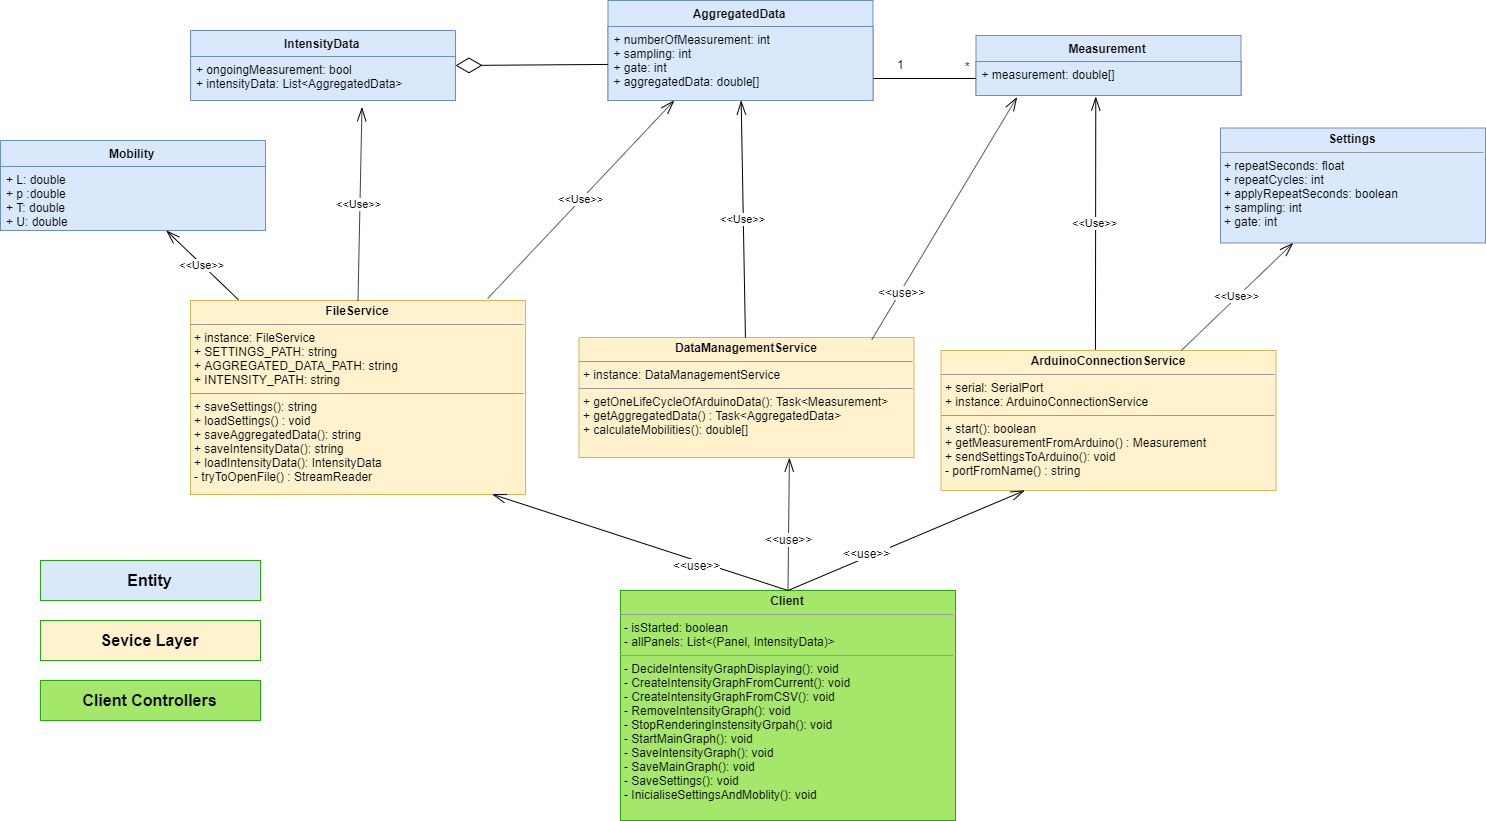 AggregatedData
+ numberOfMeasurement: int
+ sampling: int
+ gate: int
+ aggregatedData: double[]
IntensityData
+ ongoingMeasurement: bool
+ intensityData: List<AggregatedData>
1
*
Measurement
+ measurement: double[]
Mobility
+ L: double
+ p :double
+ T: double
+ U: double
Settings
+ repeatSeconds: float
+ repeatCycles: int
+ applyRepeatSeconds: boolean
+ sampling: int
+ gate: int
<<Use>>
<<Use>>
<<Use>>
<<Use>>
<<use>>
<<Use>>
<<Use>>
FileService
+ instance: FileService
+ SETTINGS_PATH: string
+ AGGREGATED_DATA_PATH: string
+ INTENSITY_PATH: string
+ saveSettings(): string
+ loadSettings() : void
+ saveAggregatedData(): string
+ saveIntensityData(): string
+ loadIntensityData(): IntensityData
- tryToOpenFile() : StreamReader
DataManagementService
+ instance: DataManagementService
+ getOneLifeCycleOfArduinoData(): Task<Measurement>
+ getAggregatedData() : Task<AggregatedData>
+ calculateMobilities(): double[]
ArduinoConnectionService
+ serial: SerialPort
+ instance: ArduinoConnectionService
+ start(): boolean
+ getMeasurementFromArduino() : Measurement
+ sendSettingsToArduino(): void
- portFromName() : string
<<use>>
<<use>>
<<use>>
Entity
Sevice Layer
Client Controllers
Client
- isStarted: boolean
- allPanels: List<(Panel, IntensityData)>
- DecideIntensityGraphDisplaying(): void
- CreateIntensityGraphFromCurrent(): void
- CreateIntensityGraphFromCSV(): void
- RemoveIntensityGraph(): void
- StopRenderingInstensityGrpah(): void
- StartMainGraph(): void
- SaveIntensityGraph(): void
- SaveMainGraph(): void
- SaveSettings(): void
- InicialiseSettingsAndMoblity(): void